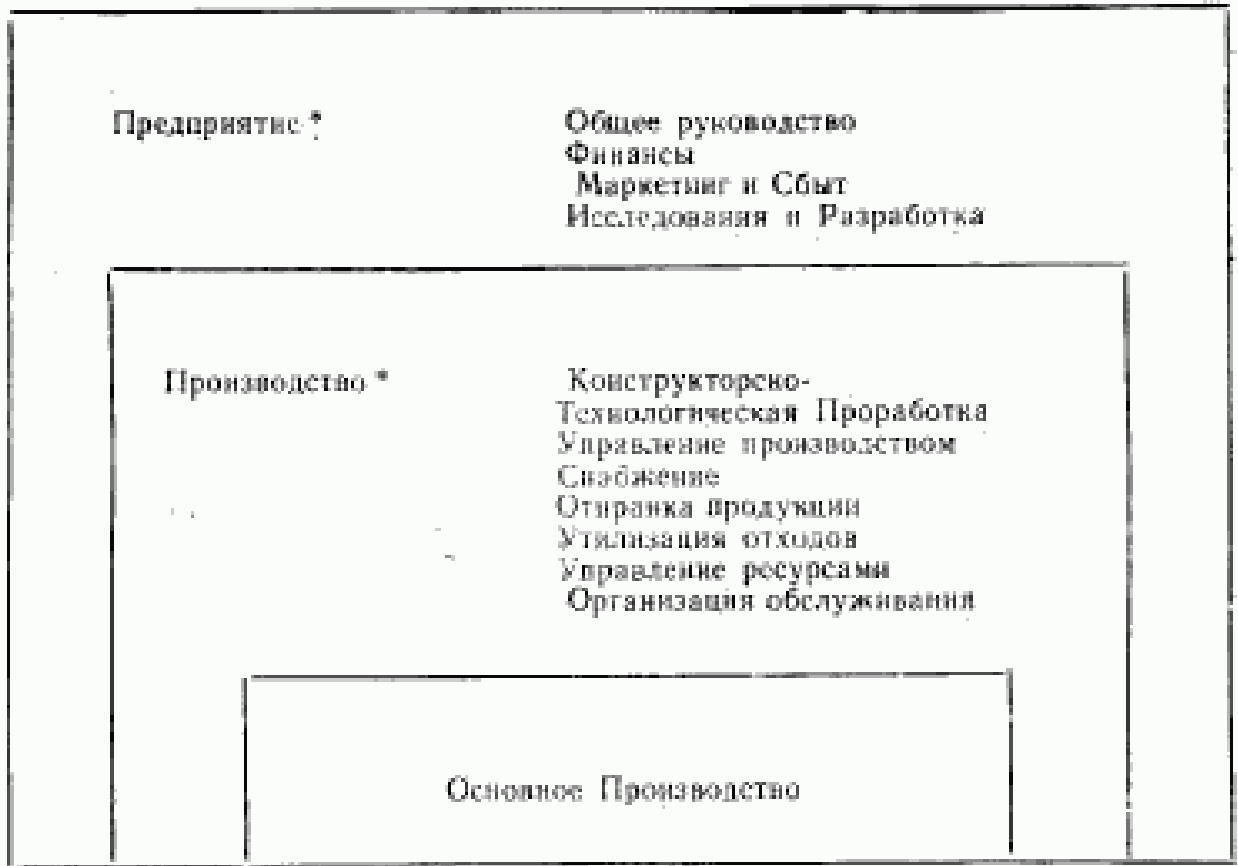 Предприятие *
Общее руководство
Финансы
Маркетинг и Сбыт
Исследования и Разработка
Производство *
Конструкторско-
Технологическая Проработка
Управление производством
Снабжение
Отправка продукции
Утилизация отходов
Управление ресурсами
Организация обслуживания
Основное Производство